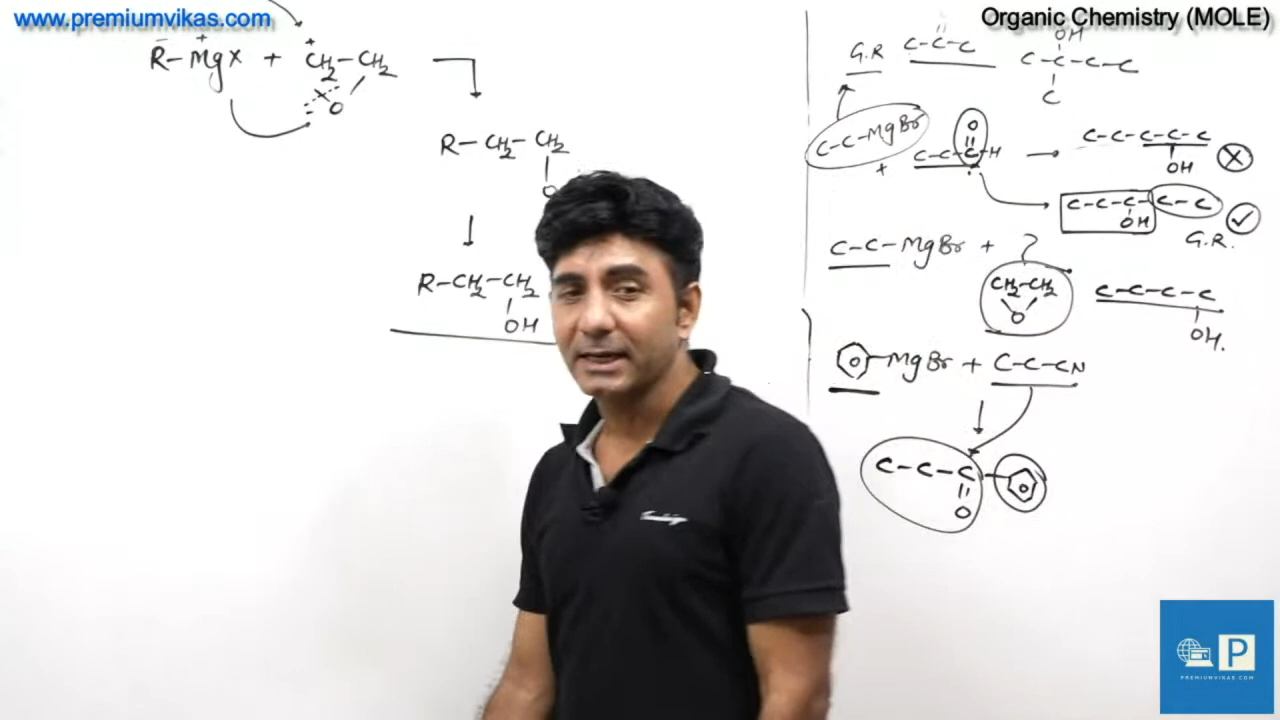 www.premiumvikas.com
Organic Chemistry (MOLE)
R-MgX + CH2-CH2
O
R-CH2-CH2
O
R-CH2-CH2
OH
G.R C-C-C
OH
C-C-C-C
C
C-C-MgBr
+
O
C-C-C-H → C-C-C-C-C
OH
C-C-C-C-C
OH
G.R.
C-C-MgBr + ?
CH2-CH2
O
C-C-C-C
OH.
MgBr + C-C-CN
C-C-C
O
P
PREMIUMVIKAS.COM